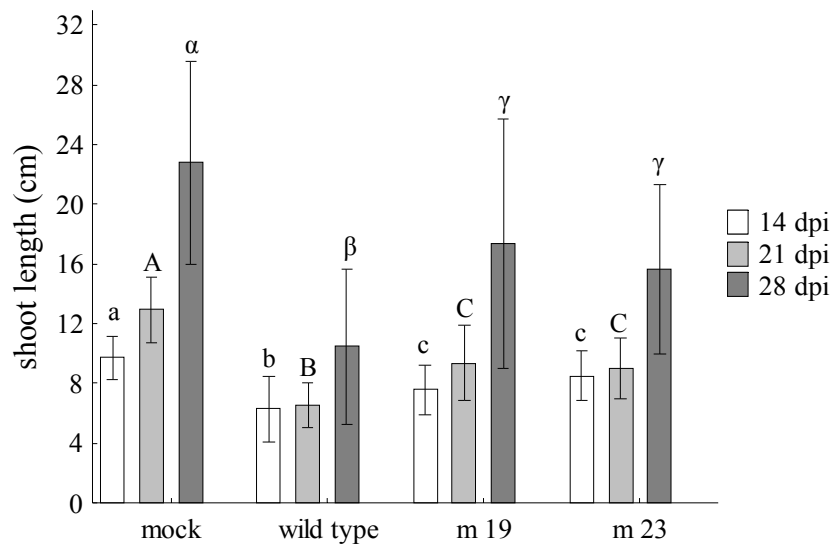 shoot length (cm)
32
28
24
20
16
12
8
4
0
a
A
α
b
B
β
c
C
γ
c
C
γ
mock
wild type
m 19
m 23
14 dpi
21 dpi
28 dpi